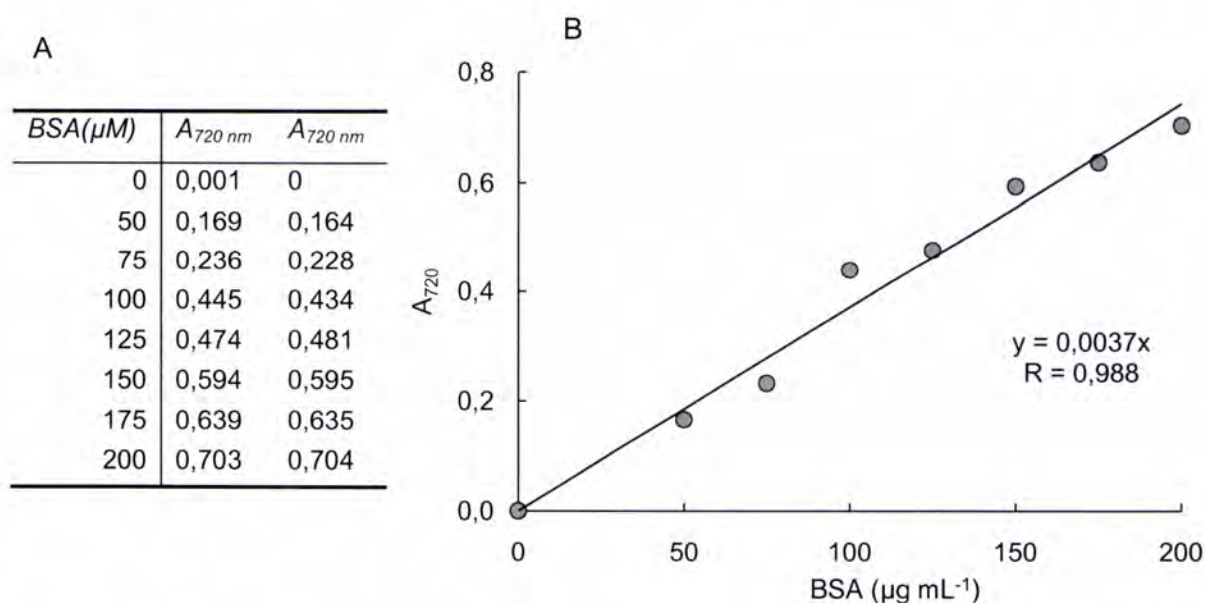 A
BSA(µM) A720 nm A720 nm
0 0,001 0
50 0,169 0,164
75 0,236 0,228
100 0,445 0,434
125 0,474 0,481
150 0,594 0,595
175 0,639 0,635
200 0,703 0,704
B
0,8
0,6
0,4
0,2
0,0
A720
y = 0,0037x
R = 0,988
0 50 100 150 200
BSA (µg mL-1)